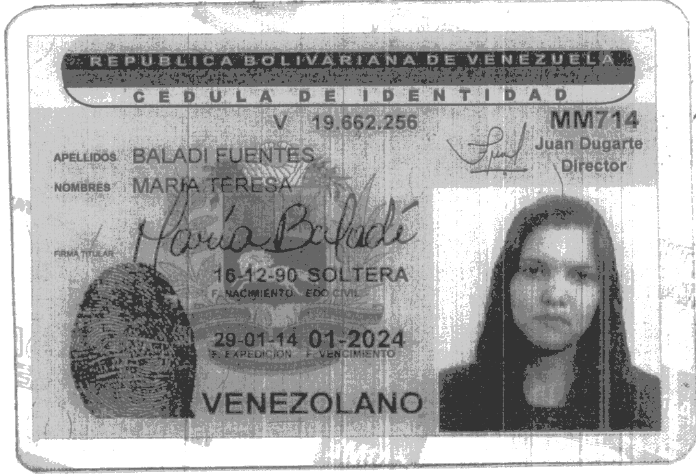 REPUBLICA BOLIVARIANA DE VENEZUELA
CEDULA DE IDENTIDAD
V 19.662.256
MM714
Juan Dugarte
Director
APELLIDOS BALADI FUENTES
NOMBRES MARIA TERESA
FIRMA TITULAR María Baladí
16-12-90 SOLTERA
F. NACIMIENTO EDO CIVIL
29-01-14 01-2024
F. EXPEDICION F. VENCIMIENTO
VENEZOLANO